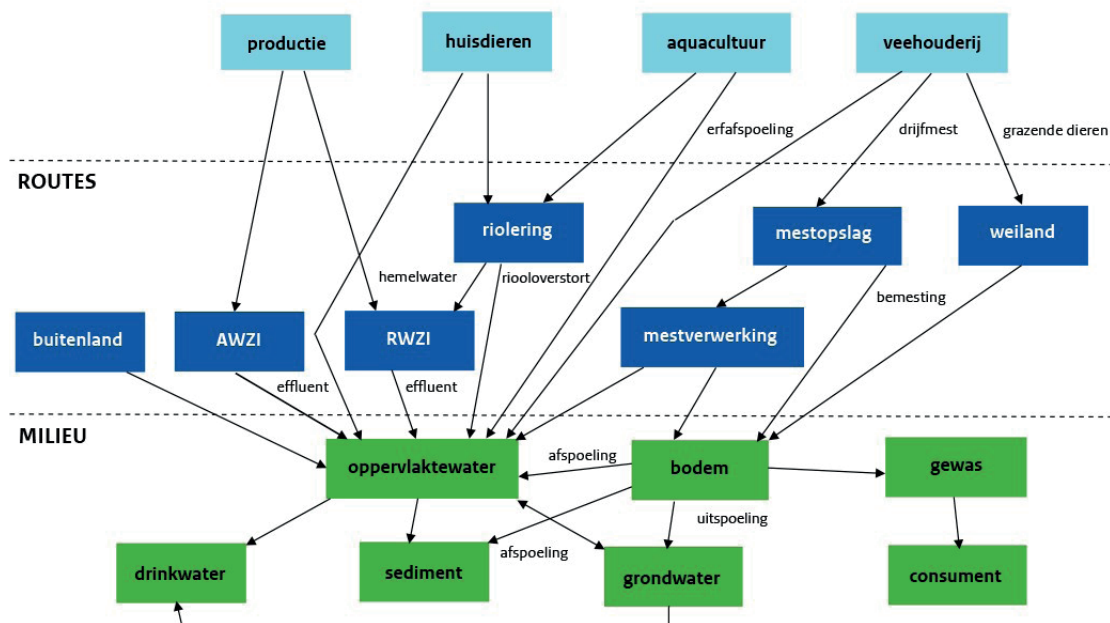 productie
huisdieren
aquacultuur
veehouderij
erfafspoeling
drijfmest
grazende dieren
ROUTES
riolering
mestopslag
weiland
hemelwater
riooloverstort
bemesting
buitenland
AWZI
RWZI
mestverwerking
effluent
effluent
MILIEU
oppervlaktewater
afspoeling
bodem
gewas
uitspoeling
drinkwater
sediment
afspoeling
grondwater
consument